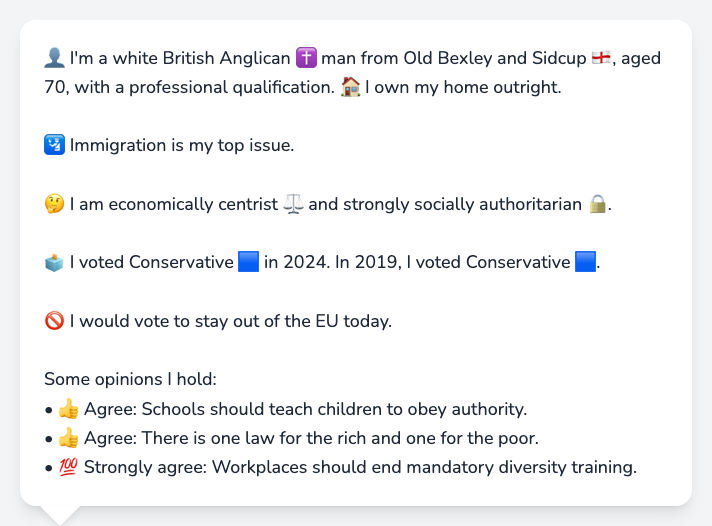 👤 I'm a white British Anglican ✝️ man from Old Bexley and Sidcup 🏴󠁧󠁢󠁥󠁮󠁧󠁿, aged
70, with a professional qualification. 🏠 I own my home outright.
🛂 Immigration is my top issue.
🤔 I am economically centrist ⚖️ and strongly socially authoritarian 🔒.
🗳️ I voted Conservative 🟦 in 2024. In 2019, I voted Conservative 🟦.
🚫 I would vote to stay out of the EU today.
Some opinions I hold:
• 👍 Agree: Schools should teach children to obey authority.
• 👍 Agree: There is one law for the rich and one for the poor.
• 💯 Strongly agree: Workplaces should end mandatory diversity training.